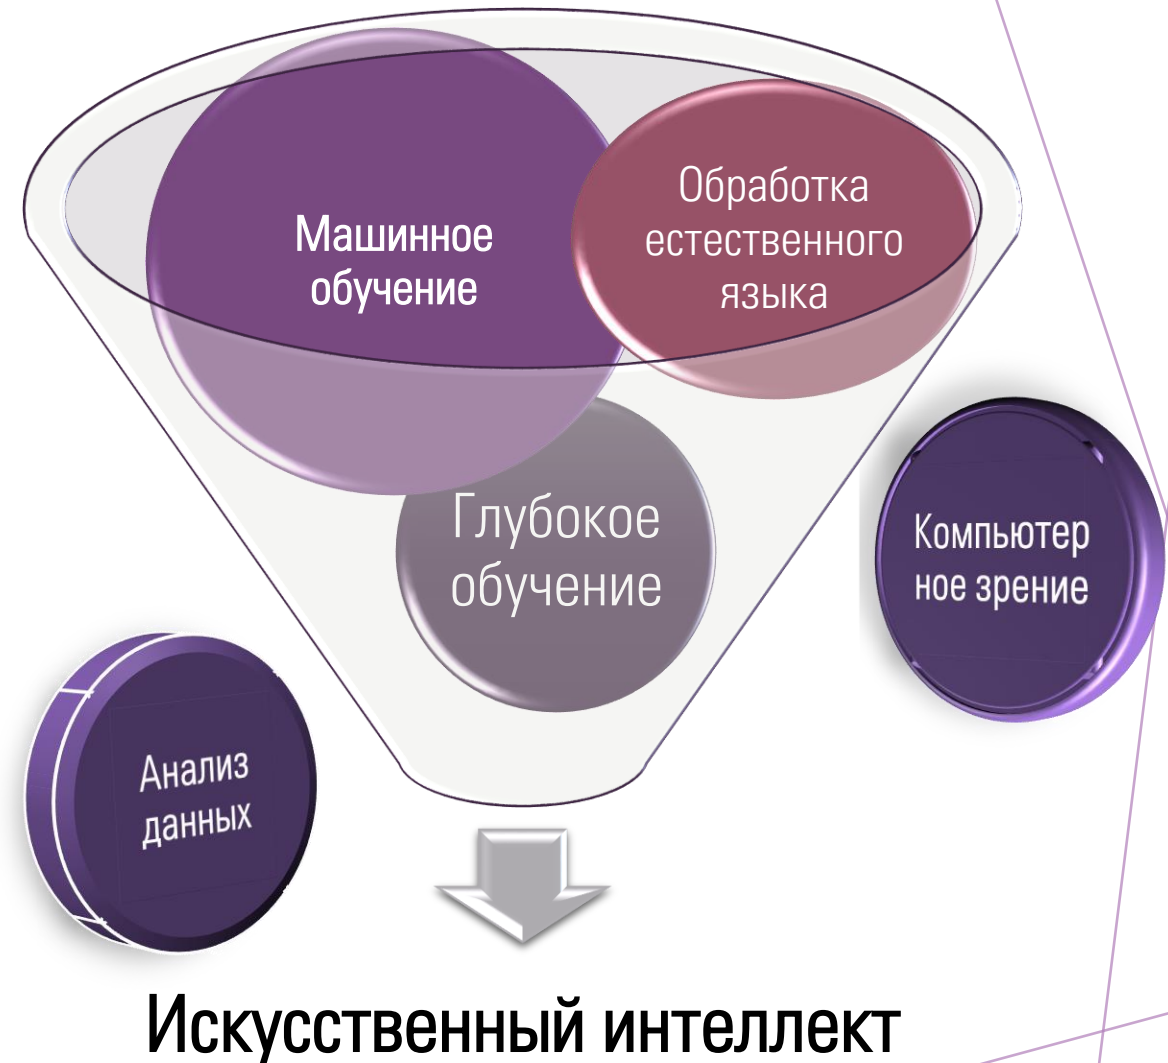 Машинное
обучение
Обработка
естественного
языка
Глубокое
обучение
Компьютер
ное зрение
Анализ
данных
Искусственный интеллект